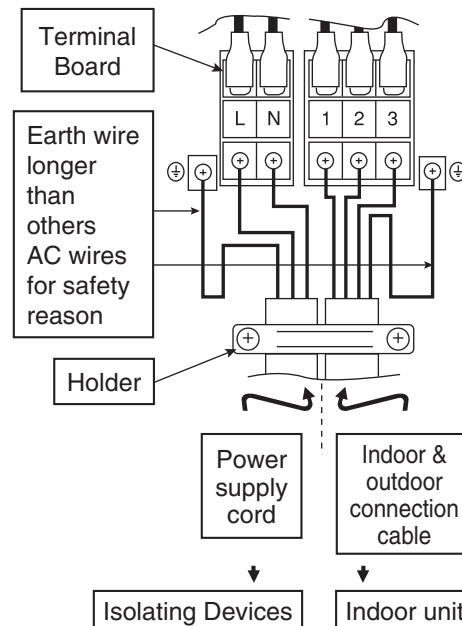 Terminal
Board
L N 1 2 3
Earth wire
longer
than
others
AC wires
for safety
reason
Holder
Power
supply
cord
Indoor &
outdoor
connection
cable
Isolating Devices
Indoor unit